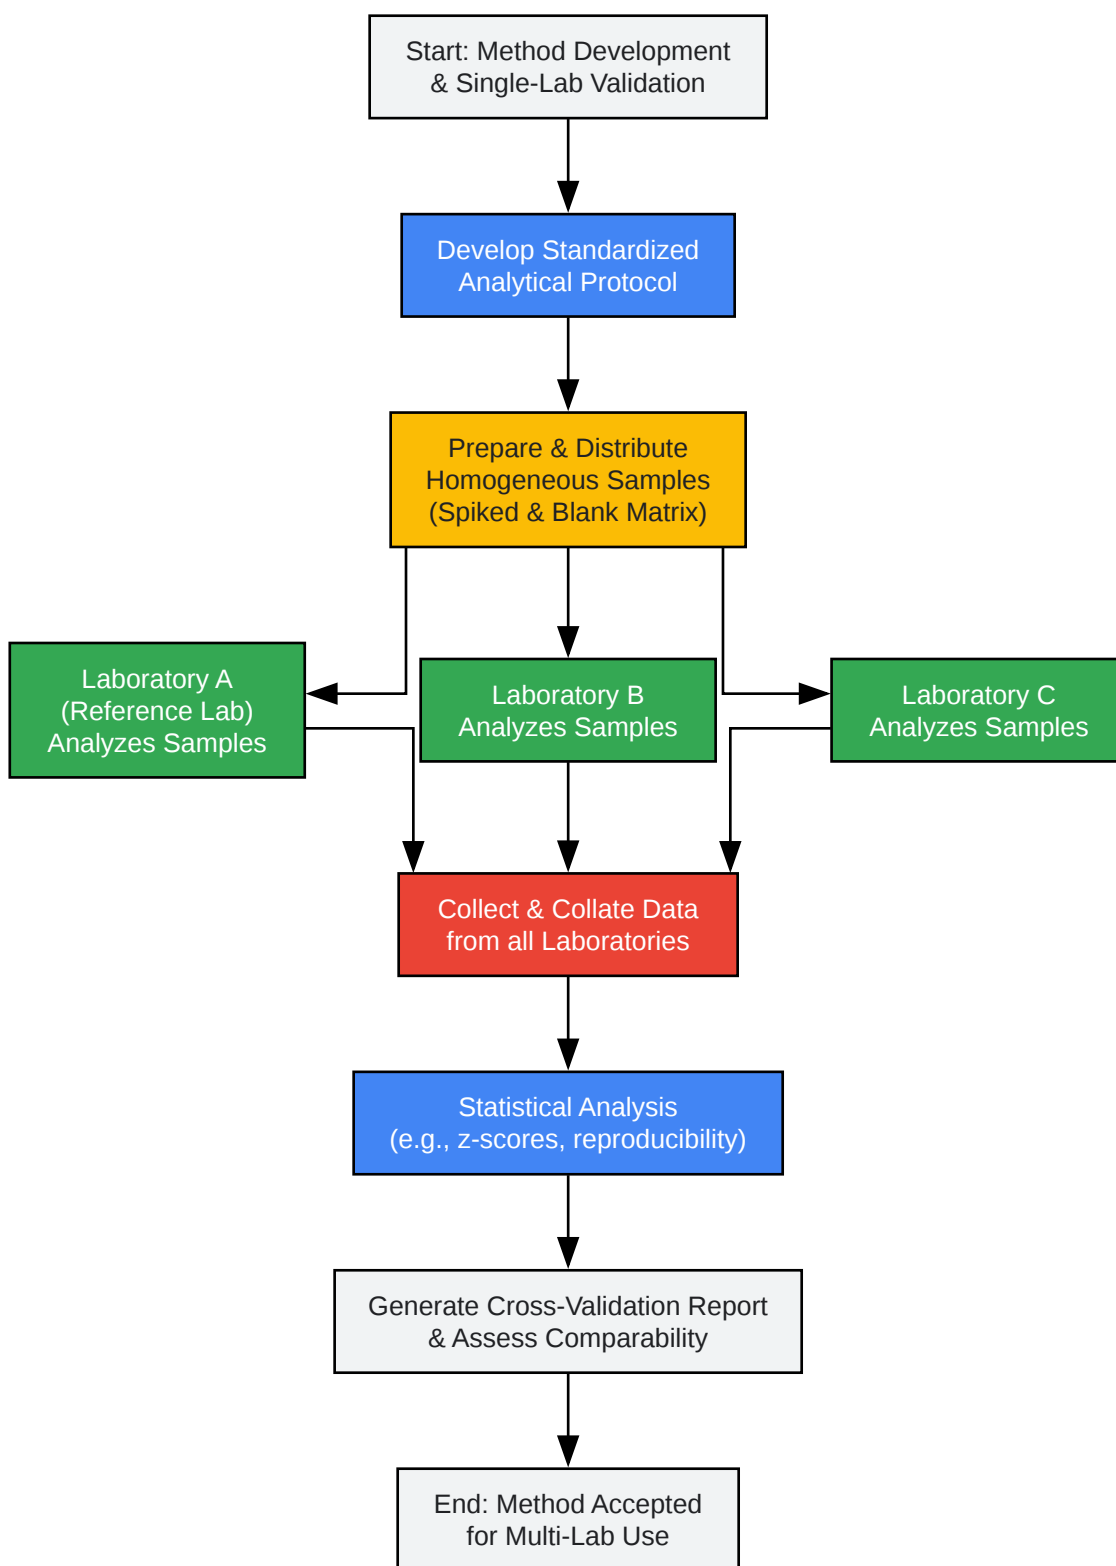 Start: Method Development
& Single-Lab Validation
Develop Standardized
Analytical Protocol
Prepare & Distribute
Homogeneous Samples
(Spiked & Blank Matrix)
Laboratory A
(Reference Lab)
Analyzes Samples
Laboratory B
Analyzes Samples
Laboratory C
Analyzes Samples
Collect & Collate Data
from all Laboratories
Statistical Analysis
(e.g., z-scores, reproducibility)
Generate Cross-Validation Report
& Assess Comparability
End: Method Accepted
for Multi-Lab Use